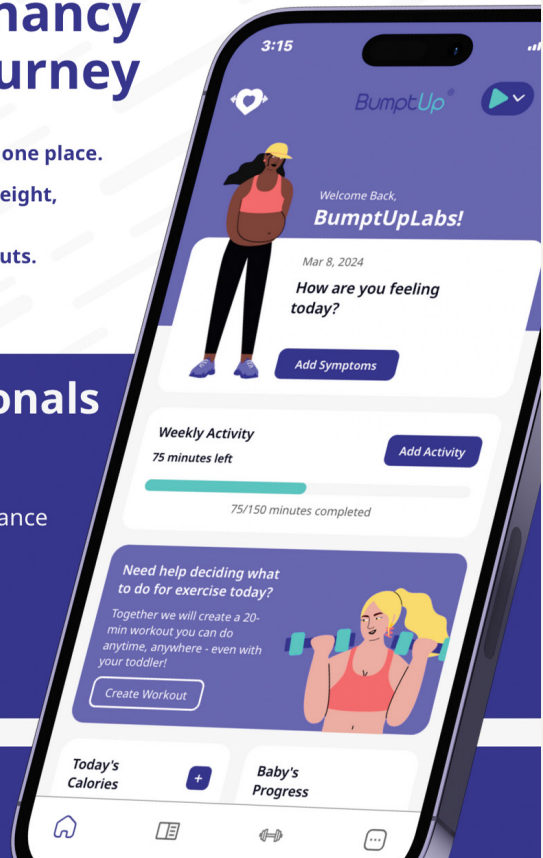 nancy
urney
one place.
eight,
uts.
onals
ance
3:15
BumptUp®
Welcome Back,
BumptUpLabs!
Mar 8, 2024
How are you feeling
today?
Add Symptoms
Weekly Activity
75 minutes left
Add Activity
75/150 minutes completed
Need help deciding what
to do for exercise today?
Together we will create a 20-
min workout you can do
anytime, anywhere - even with
your toddler!
Create Workout
Today's
Calories
+
Baby's
Progress